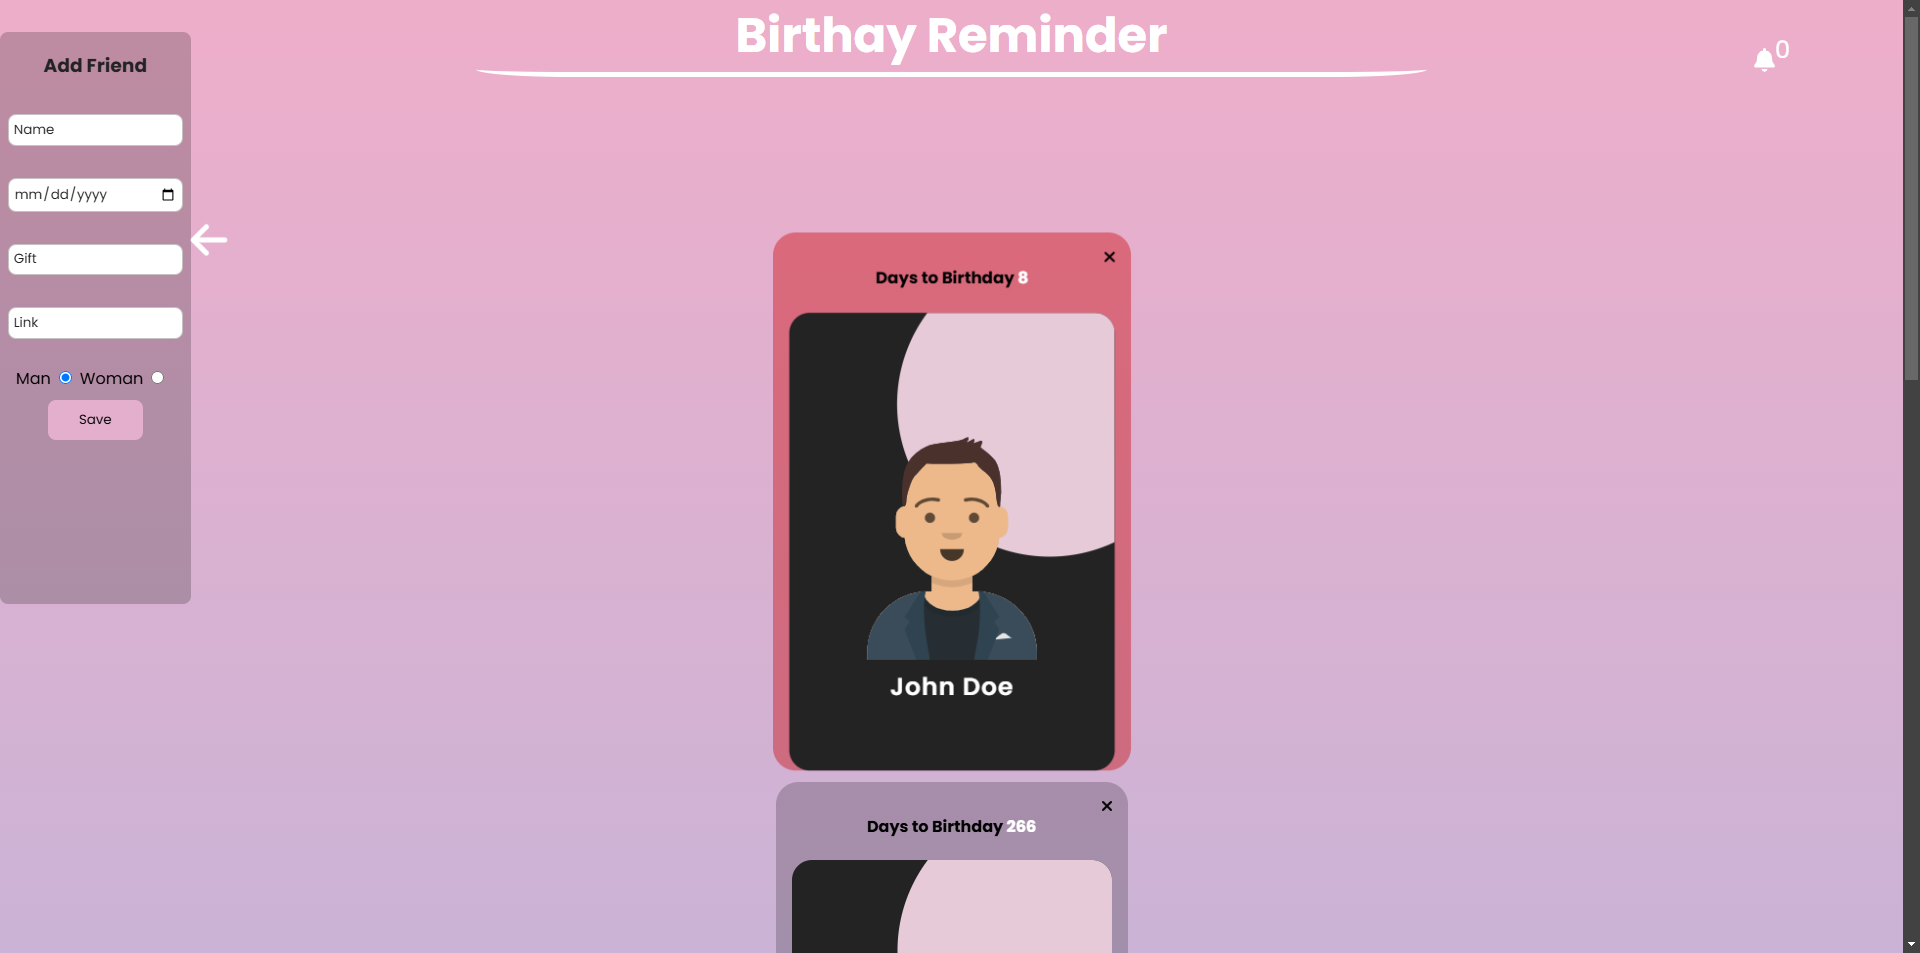 Birthay Reminder
0
Add Friend
Name
mm/dd/yyyy
Gift
Link
Man Woman
Save
Days to Birthday 8
John Doe
Days to Birthday 266